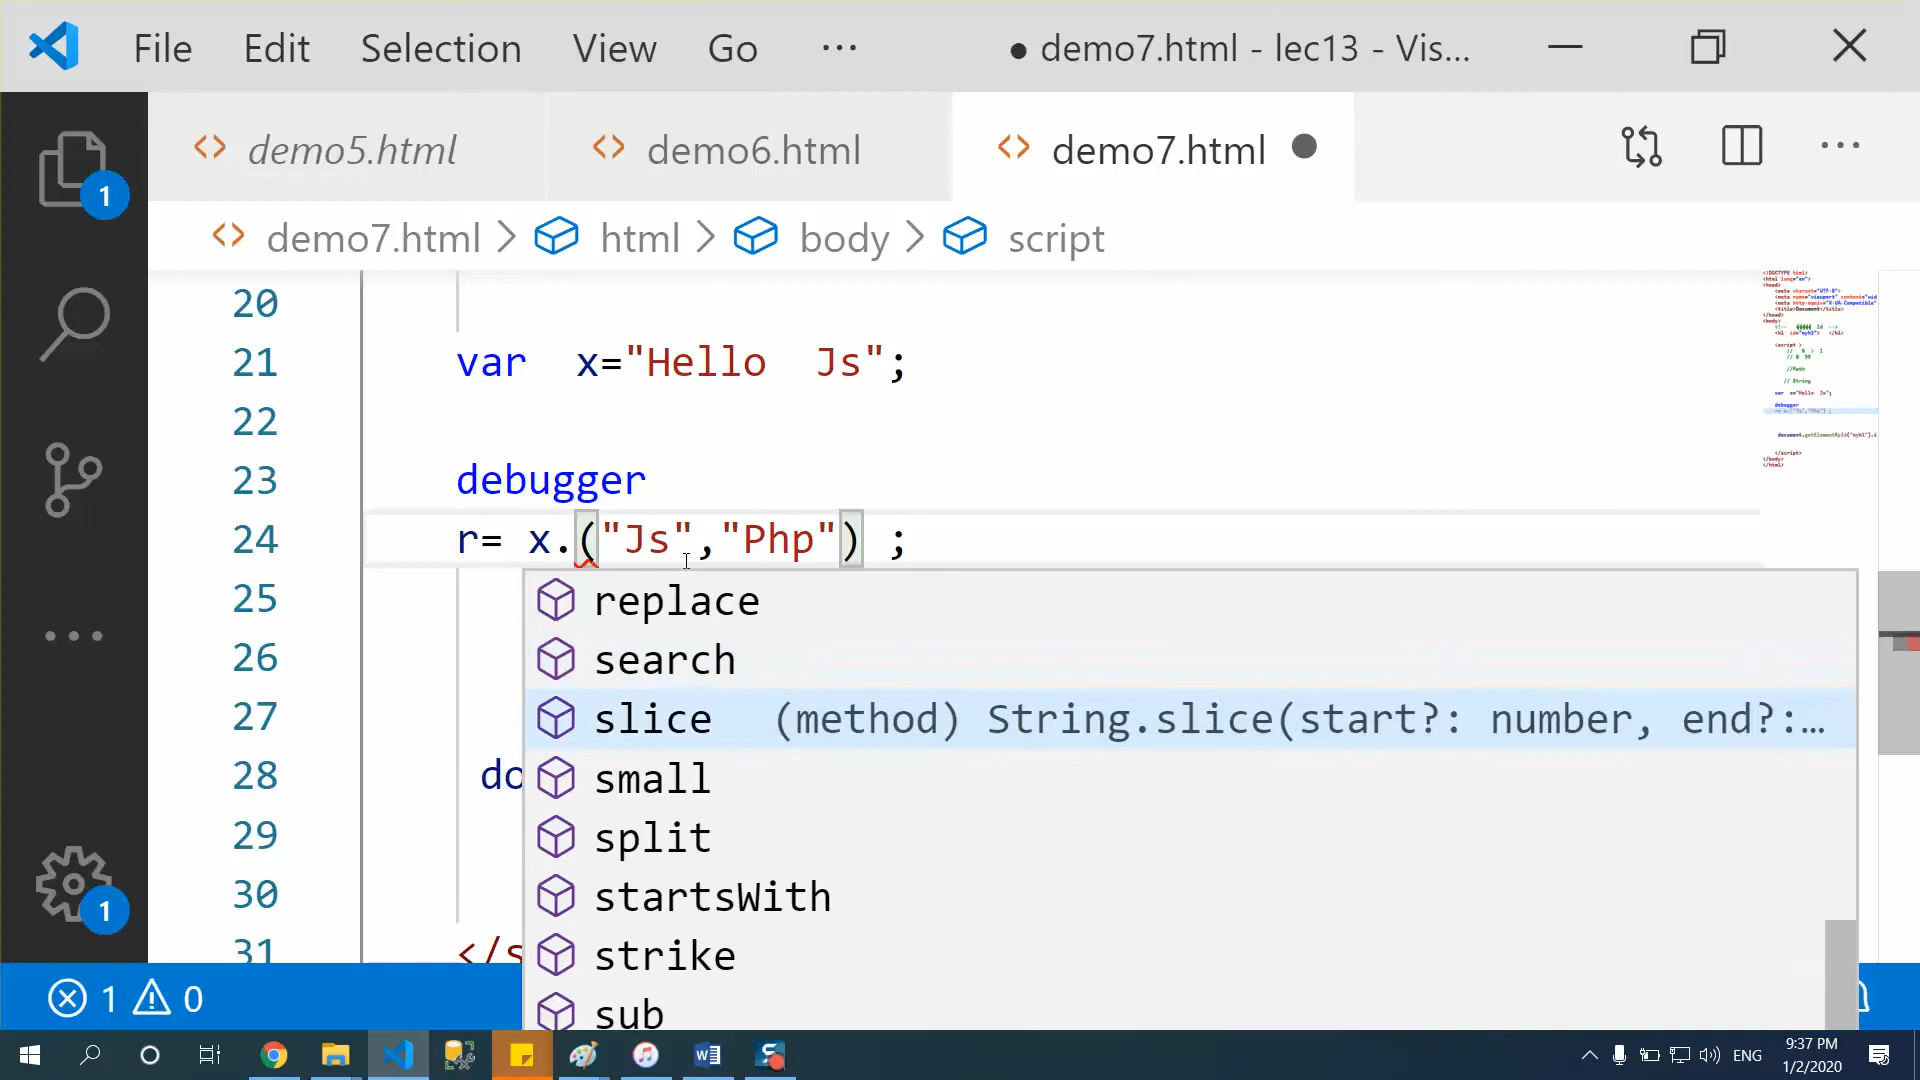 File Edit Selection View Go ··· ● demo7.html - lec13 - Vis...
demo5.html demo6.html demo7.html
demo7.html > html > body > script
20
21 var x="Hello Js";
22
23 debugger
24 r= x.("Js","Php") ;
25 replace
26 search
27 slice (method) String.slice(start?: number, end?:…
28 do small
29 split
30 startsWith
31 </s strike
sub
1
1
1 0
ENG
9:37 PM
1/2/2020